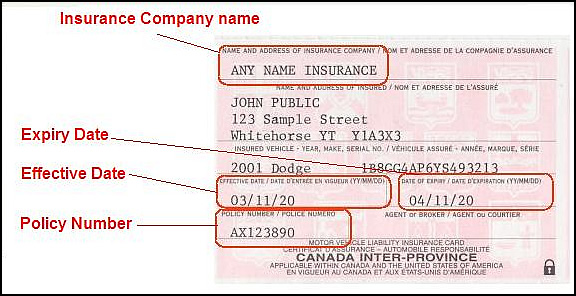 Insurance Company name
NAME AND ADDRESS OF INSURANCE COMPANY / NOM ET ADRESSE DE LA COMPAGNIE D'ASSURANCE
ANY NAME INSURANCE
NAME AND ADDRESS OF INSURED / NOM ET ADRESSE DE L'ASSURÉ
JOHN PUBLIC
123 Sample Street
Whitehorse YT Y1A3X3
Expiry Date
INSURED VEHICLE - YEAR, MAKE, SERIAL NO. / VÉHICULE ASSURÉ - ANNÉE, MARQUE, SÉRIE
2001 Dodge 1B8GG4AP6YS493213
Effective Date
EFFECTIVE DATE / DATE D'ENTRÉE EN VIGUEUR (YY/MM/DD) DATE OF EXPIRY / DATE D'EXPIRATION (YY/MM/DD)
03/11/20 04/11/20
Policy Number
POLICY NUMBER / POLICE NUMÉRO AGENT OR BROKER / AGENT OU COURTIER
AX123890
MOTOR VEHICLE LIABILITY INSURANCE CARD
CERTIFICAT D'ASSURANCE - AUTOMOBILE RESPONSABILITÉ
CANADA INTER-PROVINCE
APPLICABLE WITHIN CANADA AND THE UNITED STATES OF AMERICA
EN VIGUEUR AU CANADA ET AUX ÉTATS-UNIS D'AMÉRIQUE